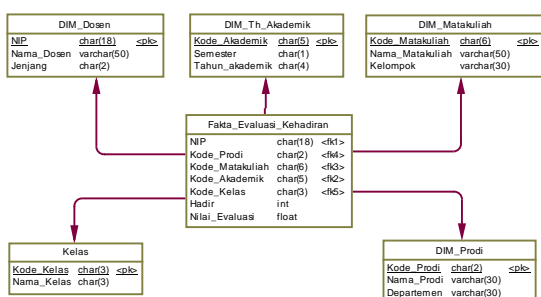 DIM_Dosen
NIP char(18) <pk>
Nama_Dosen varchar(50)
Jenjang char(2)
DIM_Th_Akademik
Kode_Akademik char(5) <pk>
Semester char(1)
Tahun_akademik char(4)
DIM_Matakuliah
Kode_Matakuliah char(6) <pk>
Nama_Matakuliah varchar(50)
Kelompok varchar(30)
Fakta_Evaluasi_Kehadiran
NIP char(18) <fk1>
Kode_Prodi char(2) <fk4>
Kode_Matakuliah char(6) <fk3>
Kode_Akademik char(5) <fk2>
Kode_Kelas char(3) <fk5>
Hadir int
Nilai_Evaluasi float
Kelas
Kode_Kelas char(3) <pk>
Nama_Kelas char(3)
DIM_Prodi
Kode_Prodi char(2) <pk>
Nama_Prodi varchar(30)
Departemen varchar(30)